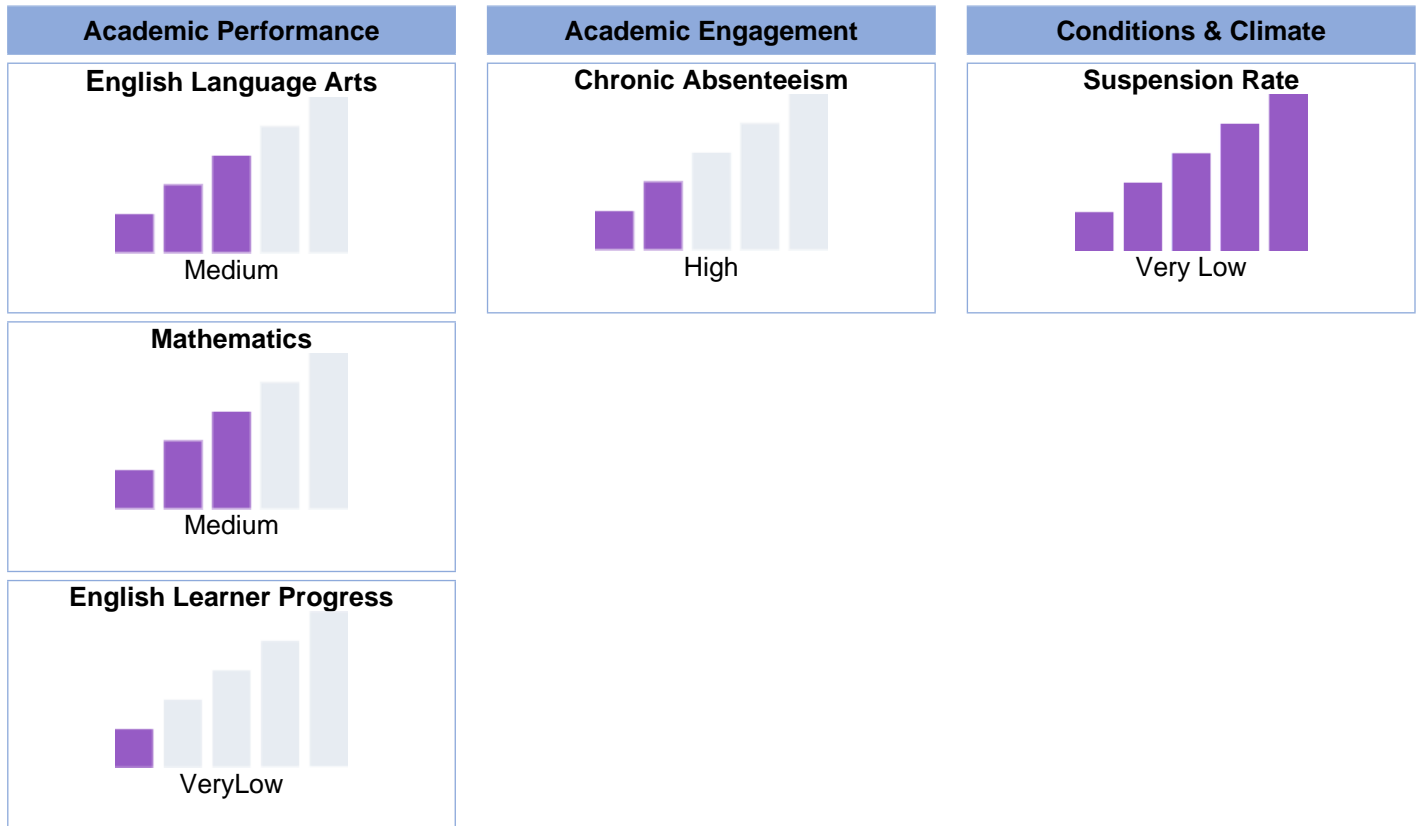 Academic Performance
English Language Arts
Medium
Mathematics
Medium
English Learner Progress
VeryLow
Academic Engagement
Chronic Absenteeism
High
Conditions & Climate
Suspension Rate
Very Low